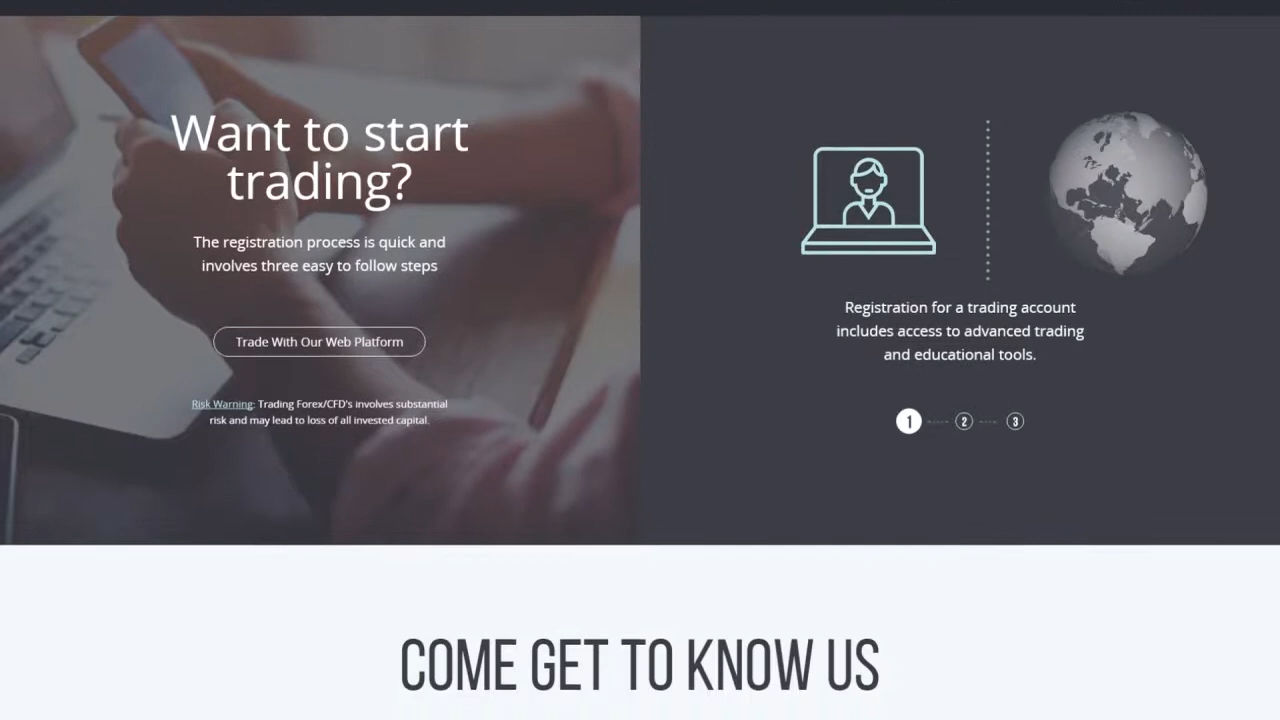 Want to start
trading?
The registration process is quick and
involves three easy to follow steps
Trade With Our Web Platform
Risk Warning: Trading Forex/CFD's involves substantial
risk and may lead to loss of all invested capital.
Registration for a trading account
includes access to advanced trading
and educational tools.
1 2 3
COME GET TO KNOW US